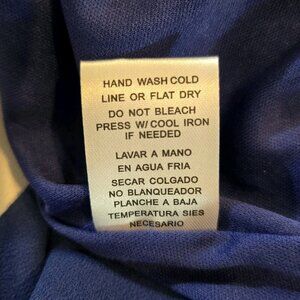 HAND WASH COLD
LINE OR FLAT DRY
DO NOT BLEACH
PRESS W/ COOL IRON
IF NEEDED
LAVAR A MANO
EN AGUA FRIA
SECAR COLGADO
NO BLANQUEADOR
PLANCHE A BAJA
TEMPERATURA SIES
NECESARIO